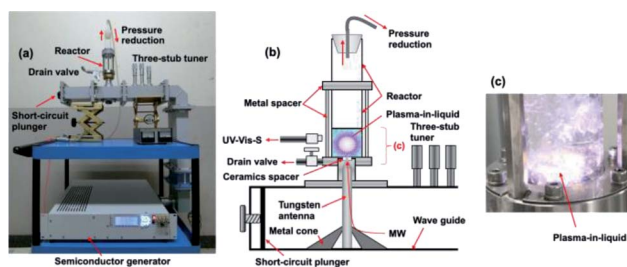 (a)
Pressure
reduction
Reactor
Three-stub
tuner
Drain valve
Short-circuit
plunger
Semiconductor generator
(b)
Pressure
reduction
Metal spacer
Reactor
Plasma-in-liquid
UV-Vis-S
Three-stub
tuner
(c)
Drain valve
Ceramics spacer
Tungsten
antenna
Metal cone
MW
Wave guide
Short-circuit plunger
(c)
Plasma-in-liquid